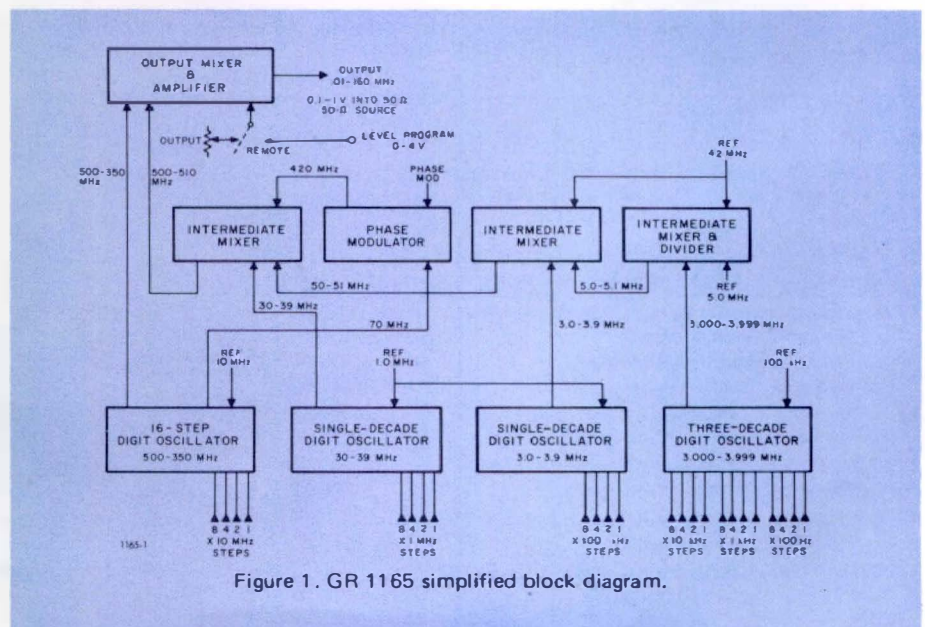 OUTPUT MIXER
&
AMPLIFIER
OUTPUT
.01-160 MHz
0.1-1V INTO 50Ω
50-Ω SOURCE
OUTPUT
REMOTE
LEVEL PROGRAM
0-4V
500-350
MHz
500-510
MHz
420 MHz
PHASE
MOD
REF
42 MHz
INTERMEDIATE
MIXER
PHASE
MODULATOR
INTERMEDIATE
MIXER
INTERMEDIATE
MIXER &
DIVIDER
50-51 MHz
5.0-5.1 MHz
REF
5.0 MHz
30-39 MHz
70 MHz
3.0-3.9 MHz
3.000-3.999 MHz
REF
10 MHz
REF
1.0 MHz
REF
100 kHz
16-STEP
DIGIT OSCILLATOR
500-350 MHz
SINGLE-DECADE
DIGIT OSCILLATOR
30-39 MHz
SINGLE-DECADE
DIGIT OSCILLATOR
3.0-3.9 MHz
THREE-DECADE
DIGIT OSCILLATOR
3.000-3.999 MHz
8 4 2 1
X 10 MHz
STEPS
8 4 2 1
X 1 MHz
STEPS
8 4 2 1
X 100 kHz
STEPS
8 4 2 1 8 4 2 1 8 4 2 1
X 10 kHz X 1 kHz X 100 Hz
STEPS STEPS STEPS
1165-1
Figure 1. GR 1165 simplified block diagram.